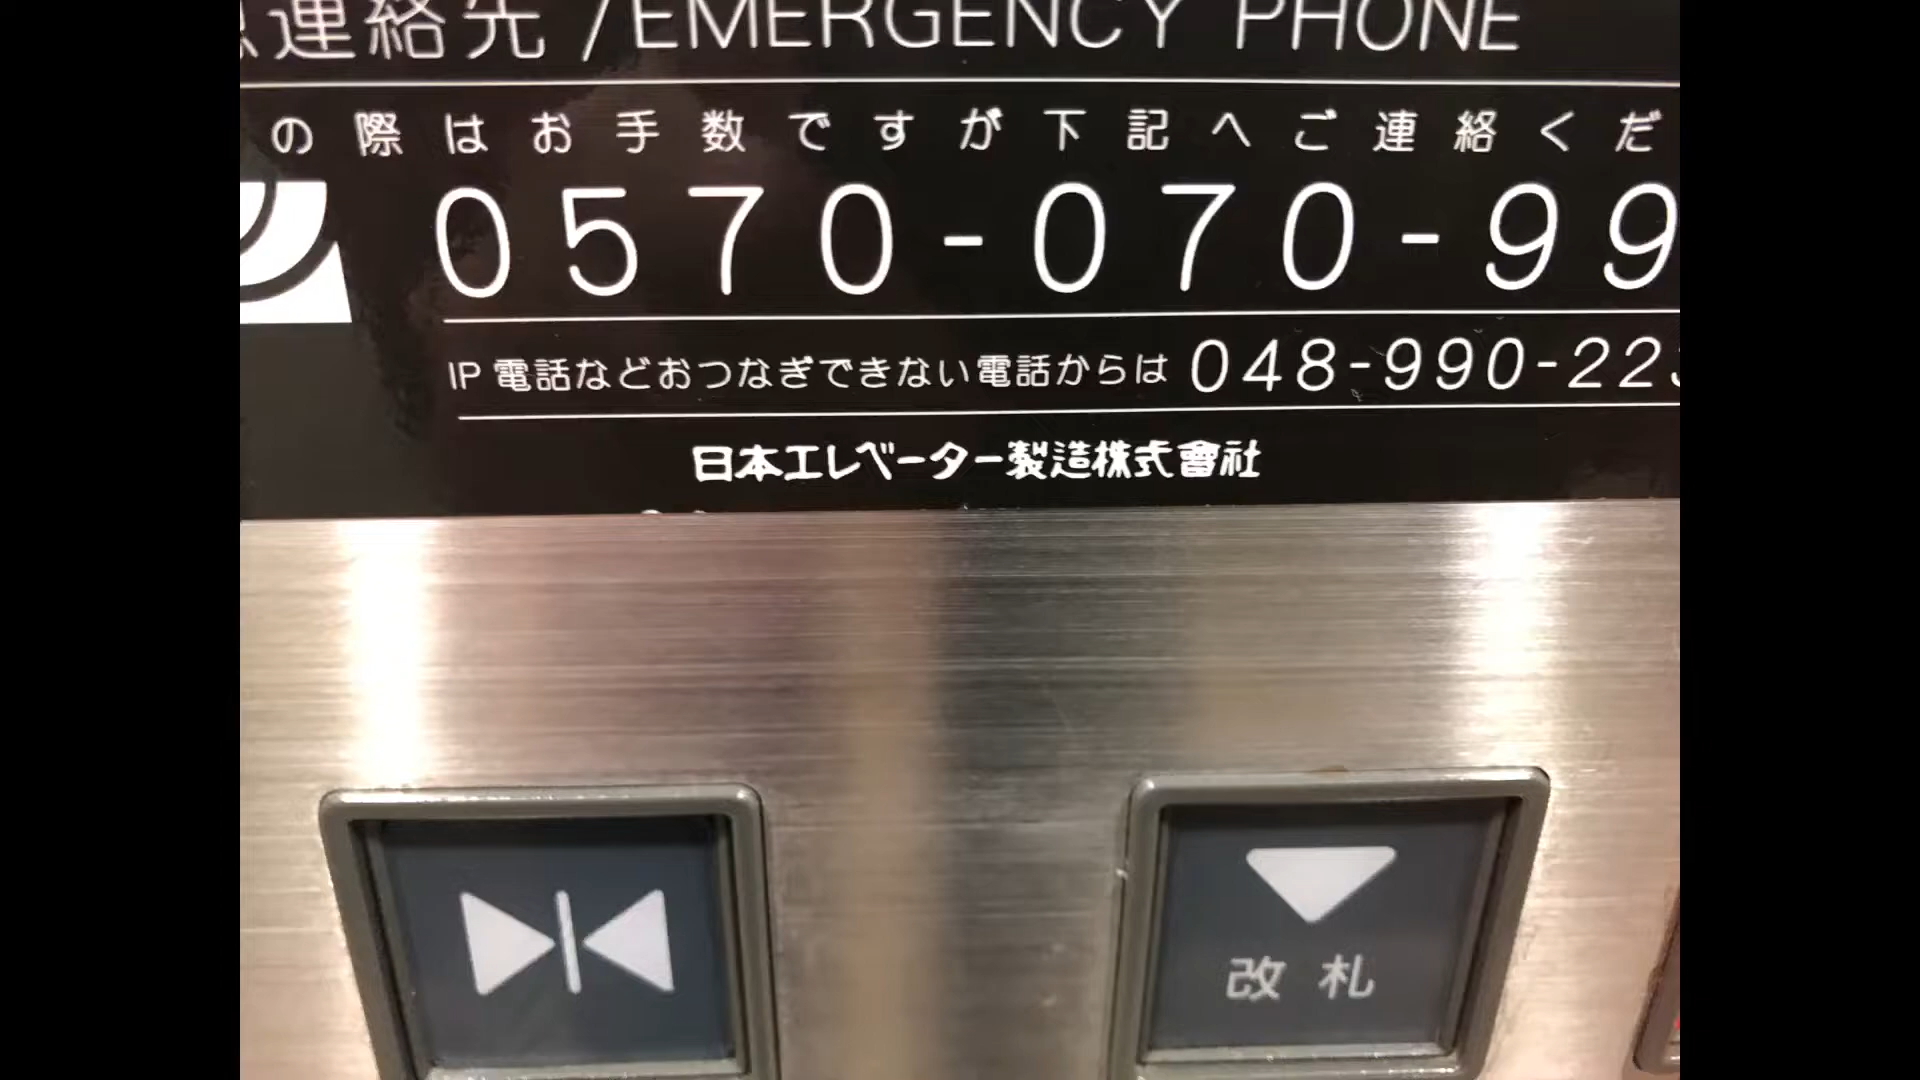 連絡先/EMERGENCY PHONE
の際はお手数ですが下記へご連絡くだ
0570-070-99
IP電話などおつなぎできない電話からは 048-990-22
日本エレベーター製造株式會社
改札